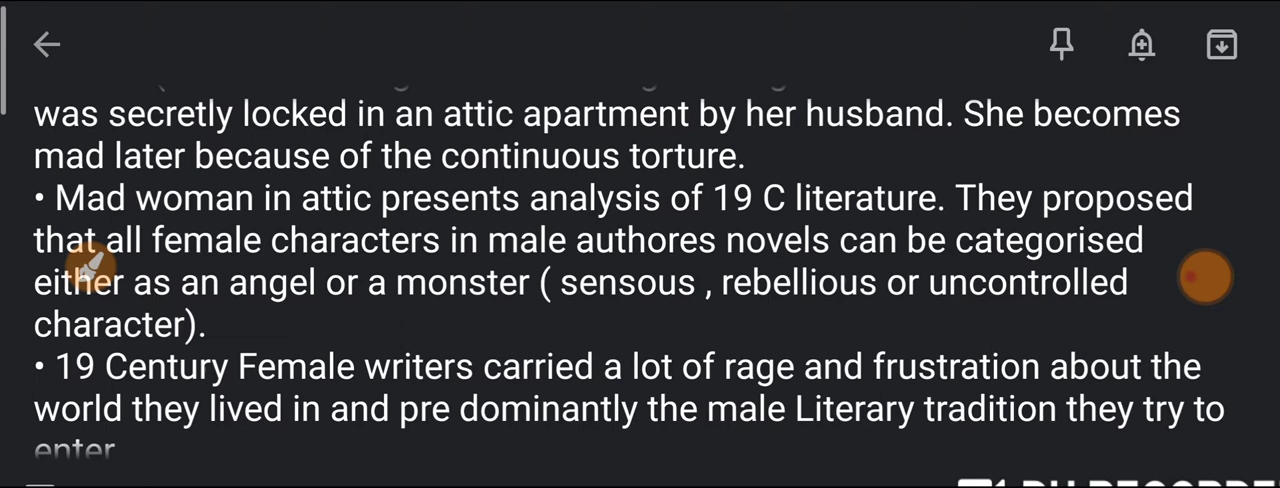 was secretly locked in an attic apartment by her husband. She becomes
mad later because of the continuous torture.
• Mad woman in attic presents analysis of 19 C literature. They proposed
that all female characters in male authores novels can be categorised
either as an angel or a monster ( sensous , rebellious or uncontrolled
character).
• 19 Century Female writers carried a lot of rage and frustration about the
world they lived in and pre dominantly the male Literary tradition they try to
enter